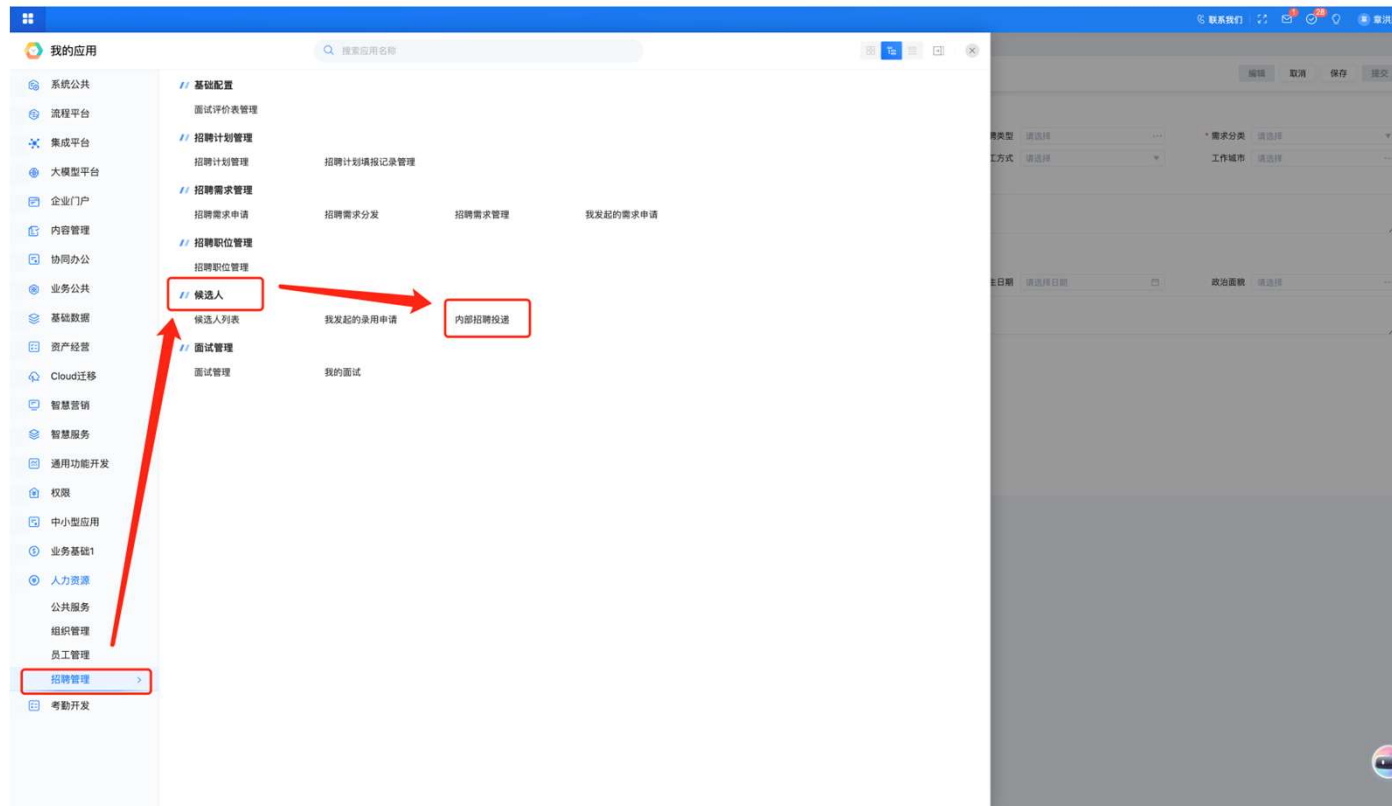 联系我们 1 28 章洪
我的应用 搜索应用名称
编辑 取消 保存 提交
系统公共
流程平台
集成平台
大模型平台
企业门户
内容管理
协同办公
业务公共
基础数据
资产经营
Cloud迁移
智慧营销
智慧服务
通用功能开发
权限
中小型应用
业务基础1
人力资源
公共服务
组织管理
员工管理
招聘管理
考勤开发
基础配置
面试评价表管理
招聘计划管理
招聘计划管理 招聘计划填报记录管理
招聘需求管理
招聘需求申请 招聘需求分发 招聘需求管理 我发起的需求申请
招聘职位管理
招聘职位管理
候选人
候选人列表 我发起的录用申请 内部招聘投递
面试管理
面试管理 我的面试
聘类型 请选择 * 需求分类 请选择
工方式 请选择 工作城市 请选择
生日期 请选择日期 政治面貌 请选择